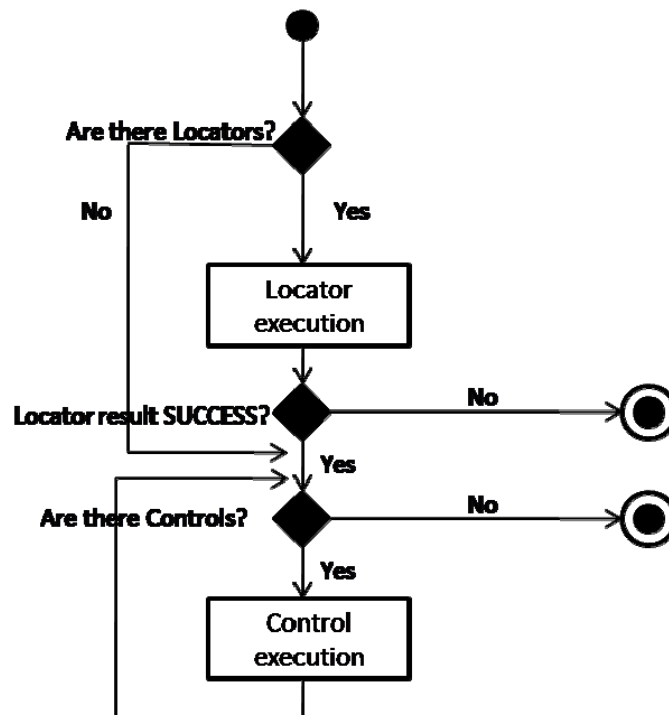 Are there Locators?
No
Yes
Locator
execution
Locator result SUCCESS?
No
Yes
Are there Controls?
No
Yes
Control
execution